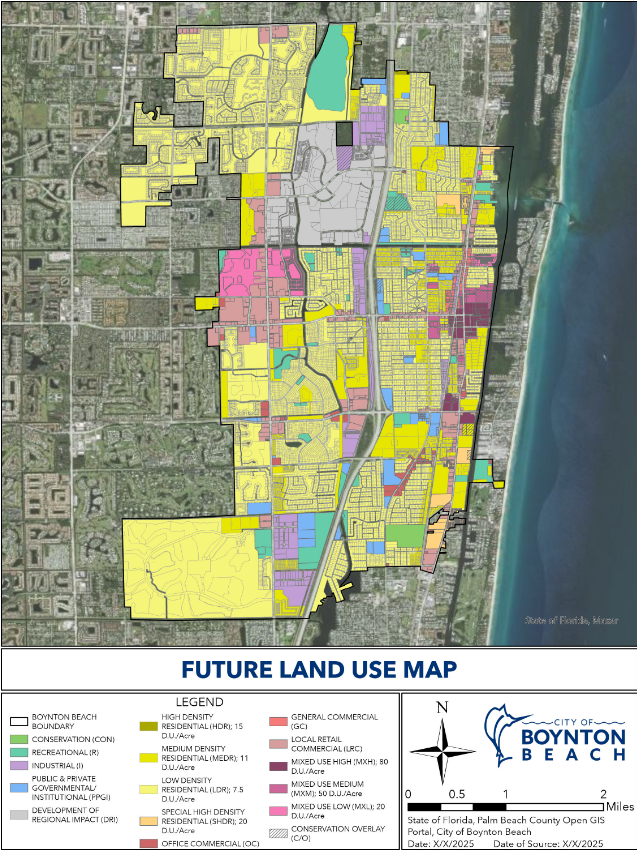 State of Florida, Maxar
FUTURE LAND USE MAP
LEGEND
BOYNTON BEACH
BOUNDARY
CONSERVATION (CON)
RECREATIONAL (R)
INDUSTRIAL (I)
PUBLIC & PRIVATE
GOVERNMENTAL/
INSTITUTIONAL (PPGI)
DEVELOPMENT OF
REGIONAL IMPACT (DRI)
HIGH DENSITY
RESIDENTIAL (HDR); 15
D.U./Acre
MEDIUM DENSITY
RESIDENTIAL (MEDR); 11
D.U./Acre
LOW DENSITY
RESIDENTIAL (LDR); 7.5
D.U./Acre
SPECIAL HIGH DENSITY
RESIDENTIAL (SHDR); 20
D.U./Acre
OFFICE COMMERCIAL (OC)
GENERAL COMMERCIAL
(GC)
LOCAL RETAIL
COMMERCIAL (LRC)
MIXED USE HIGH (MXH); 80
D.U./Acre
MIXED USE MEDIUM
(MXM); 50 D.U./Acre
MIXED USE LOW (MXL); 20
D.U./Acre
CONSERVATION OVERLAY
(C/O)
N
CITY OF
BOYNTON
BEACH
0 0.5 1 2
Miles
State of Florida, Palm Beach County Open GIS
Portal, City of Boynton Beach
Date: X/X/2025 Date of Source: X/X/2025